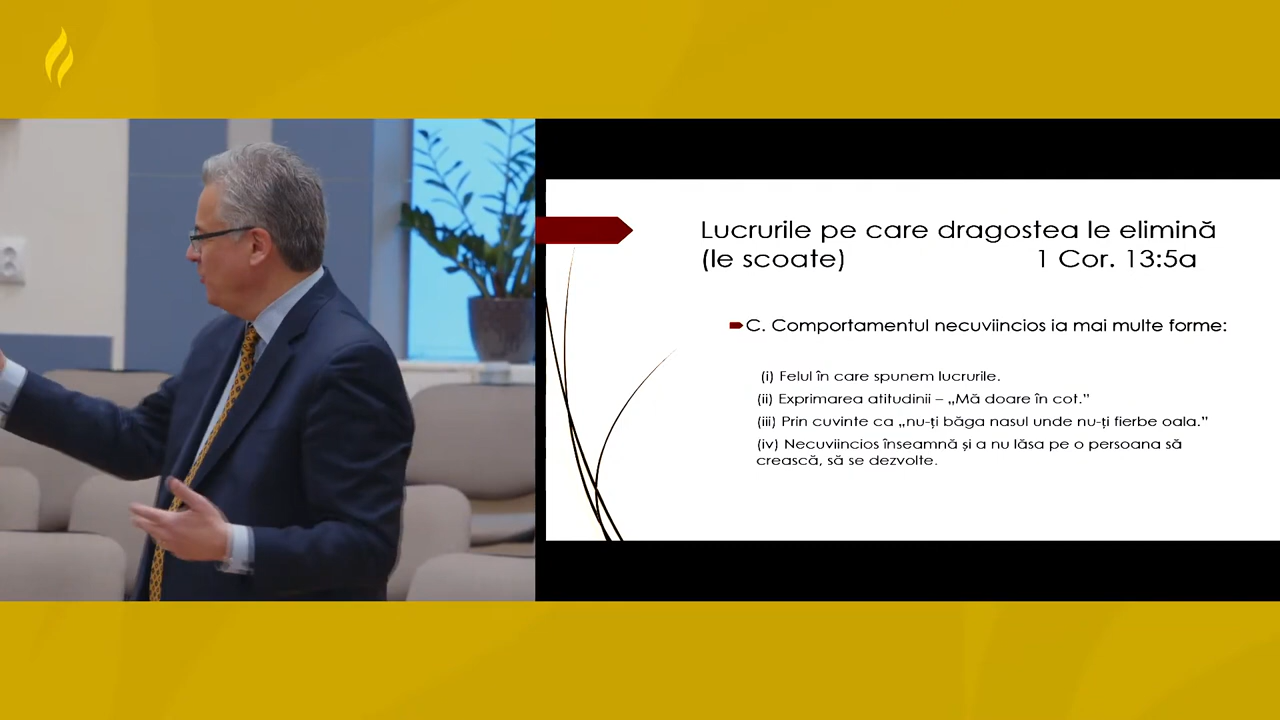 Lucrurile pe care dragostea le elimină
(le scoate) 1 Cor. 13:5a
C. Comportamentul necuviincios ia mai multe forme:
(i) Felul în care spunem lucrurile.
(ii) Exprimarea atitudinii – „Mă doare în cot.”
(iii) Prin cuvinte ca „nu-ți băga nasul unde nu-ți fierbe oala.”
(iv) Necuviincios înseamnă și a nu lăsa pe o persoana să
crească, să se dezvolte.